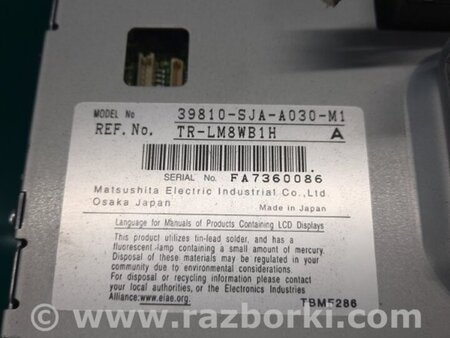 MODEL No 39810-SJA-A030-M1
REF. No. TR-LM8WB1H A
SERIAL No. FA7360086
Matsushita Electric Industrial Co., Ltd.
Osaka Japan Made in Japan
Language for Manuals of Products Containing LCD Displays
This product utilizes tin-lead solder, and has a
fluorescent lamp containing a small amount of mercury.
Disposal of these materials may be regulated in your
community due to environmental considerations.
For disposal or recycling information please contact
your local authorities, or the Electronics Industries
Alliance:www.eiae.org. TBMF286
www.razborki.com